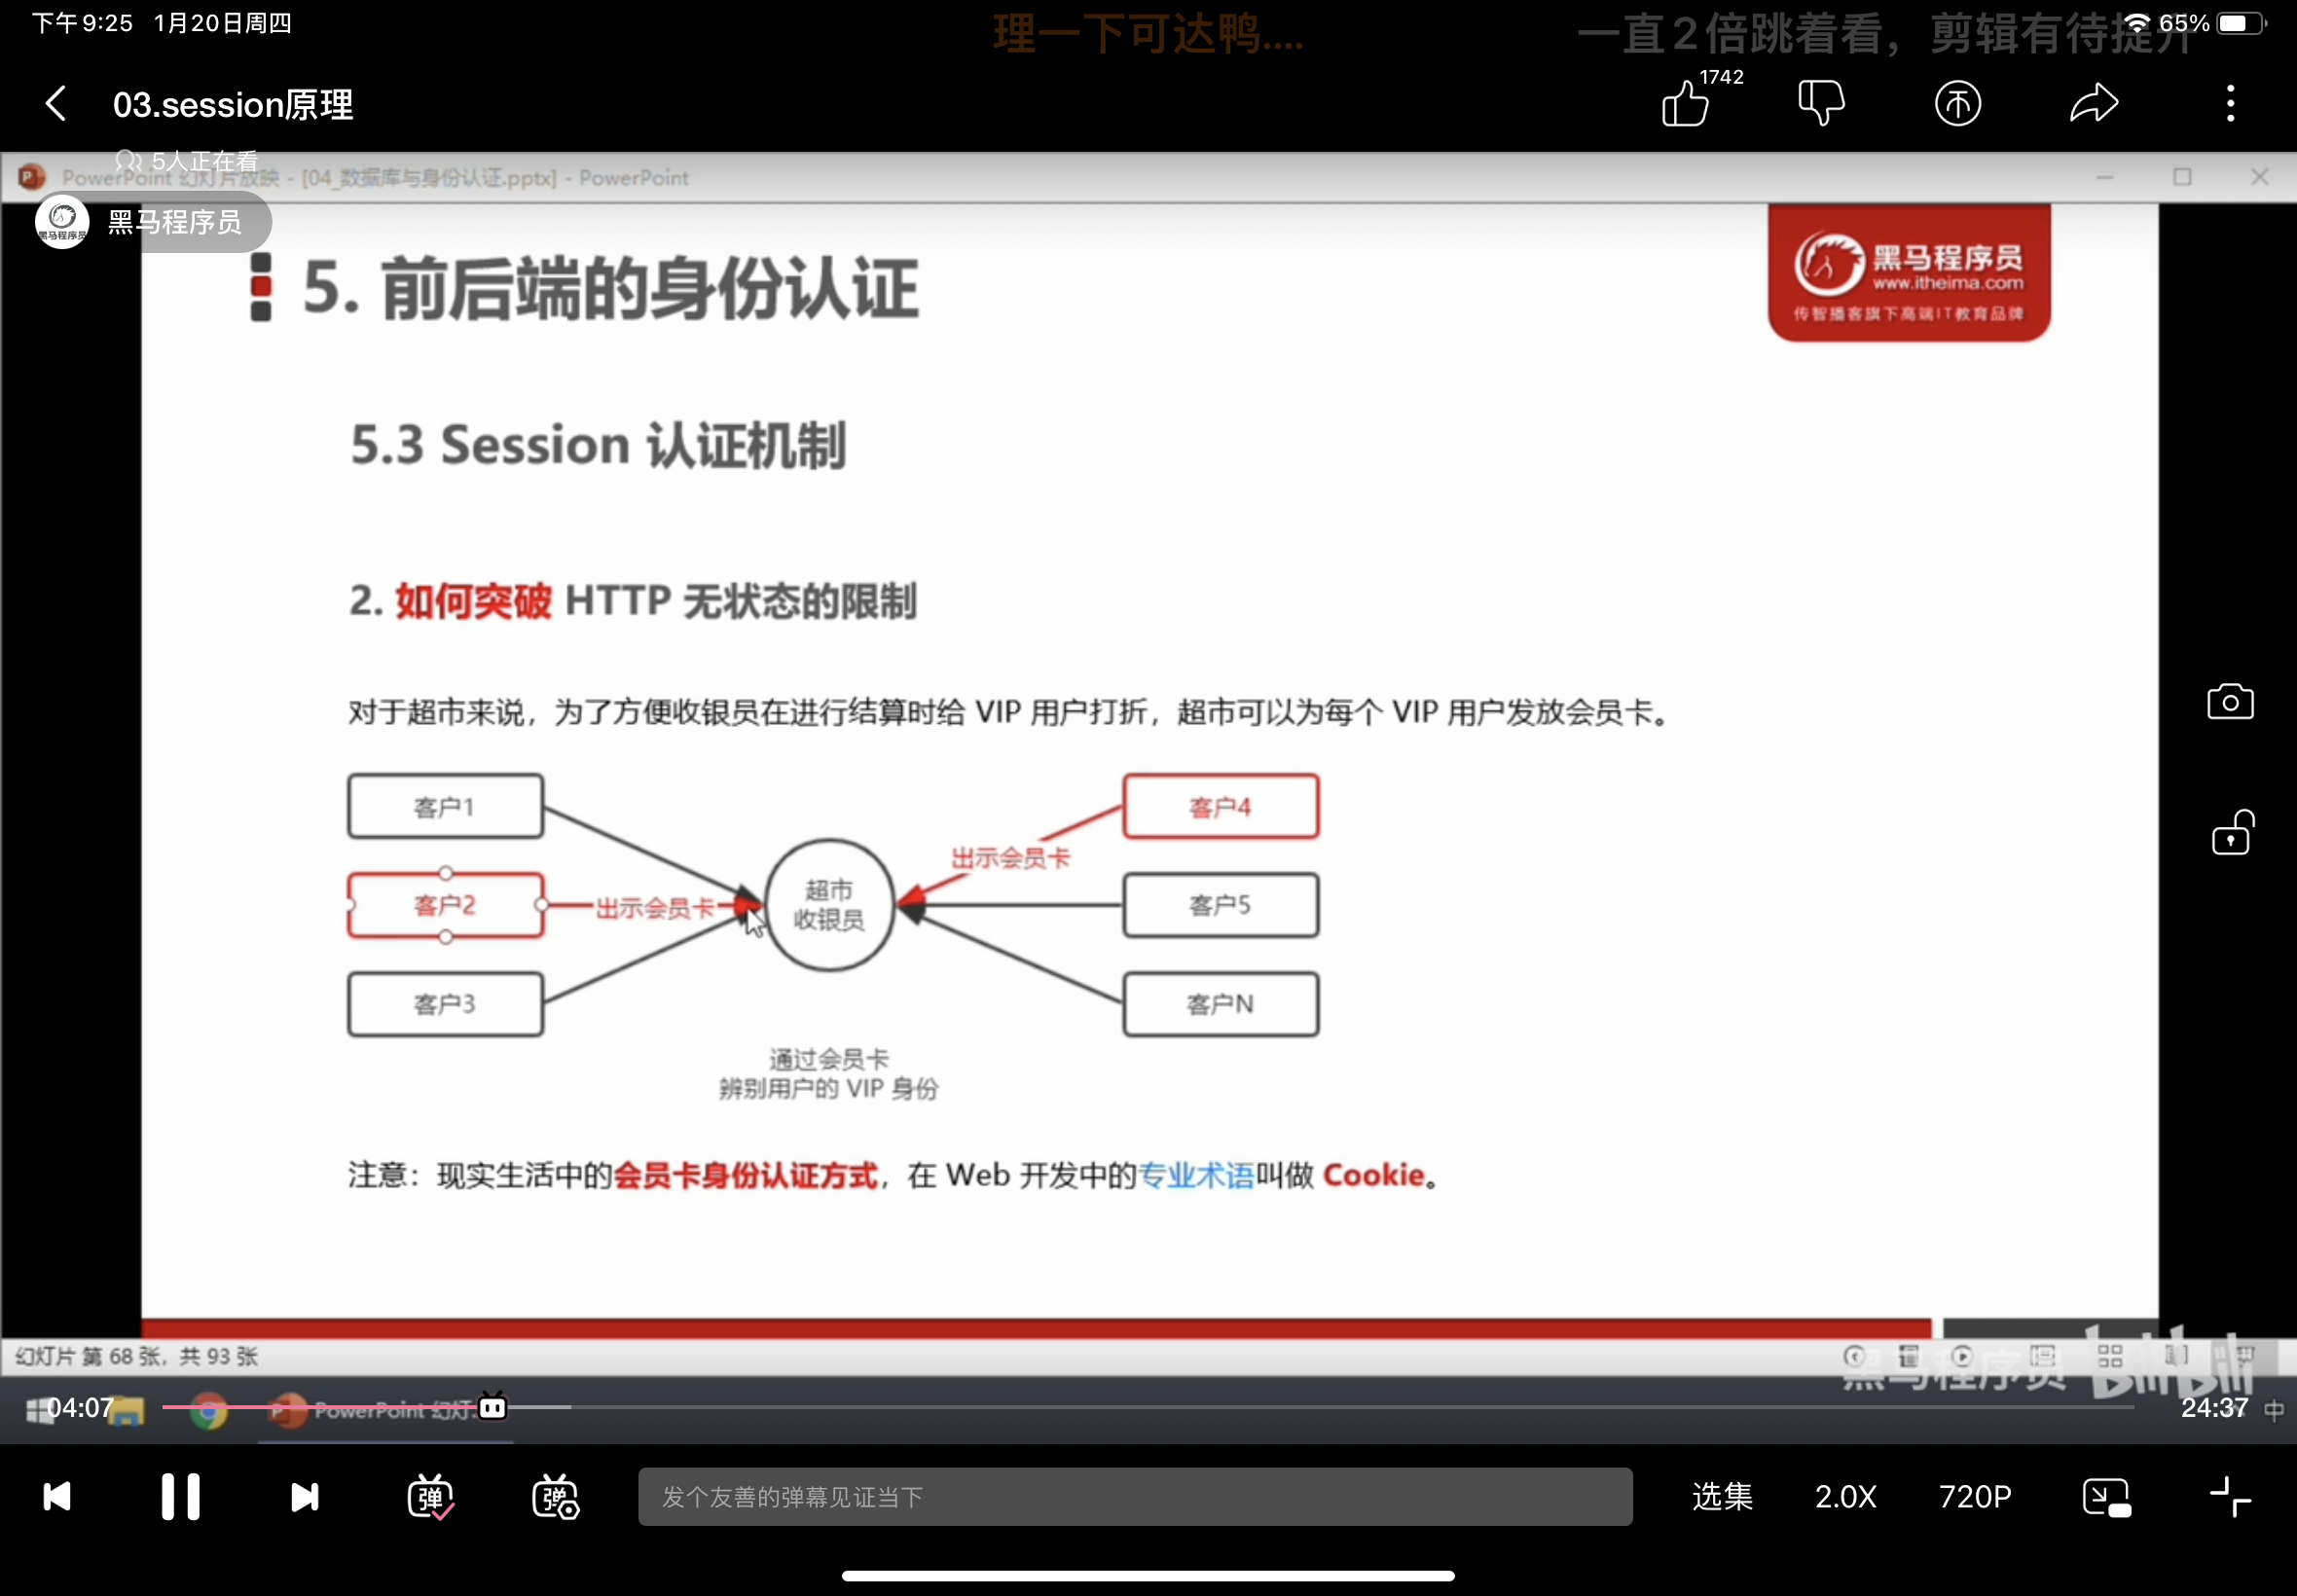 下午9:25 1月20日周四
理一下可达鸭....
一直2倍跳着看，剪辑有待提升
65%
03.session原理
1742
5人正在看
PowerPoint 幻灯片放映 - [04_数据库与身份认证.pptx] - PowerPoint
黑马程序员
黑马程序员
5. 前后端的身份认证
黑马程序员
www.itheima.com
传智播客旗下高端IT教育品牌
5.3 Session 认证机制
2. 如何突破 HTTP 无状态的限制
对于超市来说，为了方便收银员在进行结算时给 VIP 用户打折，超市可以为每个 VIP 用户发放会员卡。
客户1
客户4
出示会员卡
客户2
出示会员卡
超市
收银员
客户5
客户3
客户N
通过会员卡
辨别用户的 VIP 身份
注意：现实生活中的会员卡身份认证方式，在 Web 开发中的专业术语叫做 Cookie。
幻灯片 第 68 张，共 93 张
黑马程序员 bilibili
04:07
PowerPoint 幻灯
24:37
中
弹
弹
发个友善的弹幕见证当下
选集
2.0X
720P